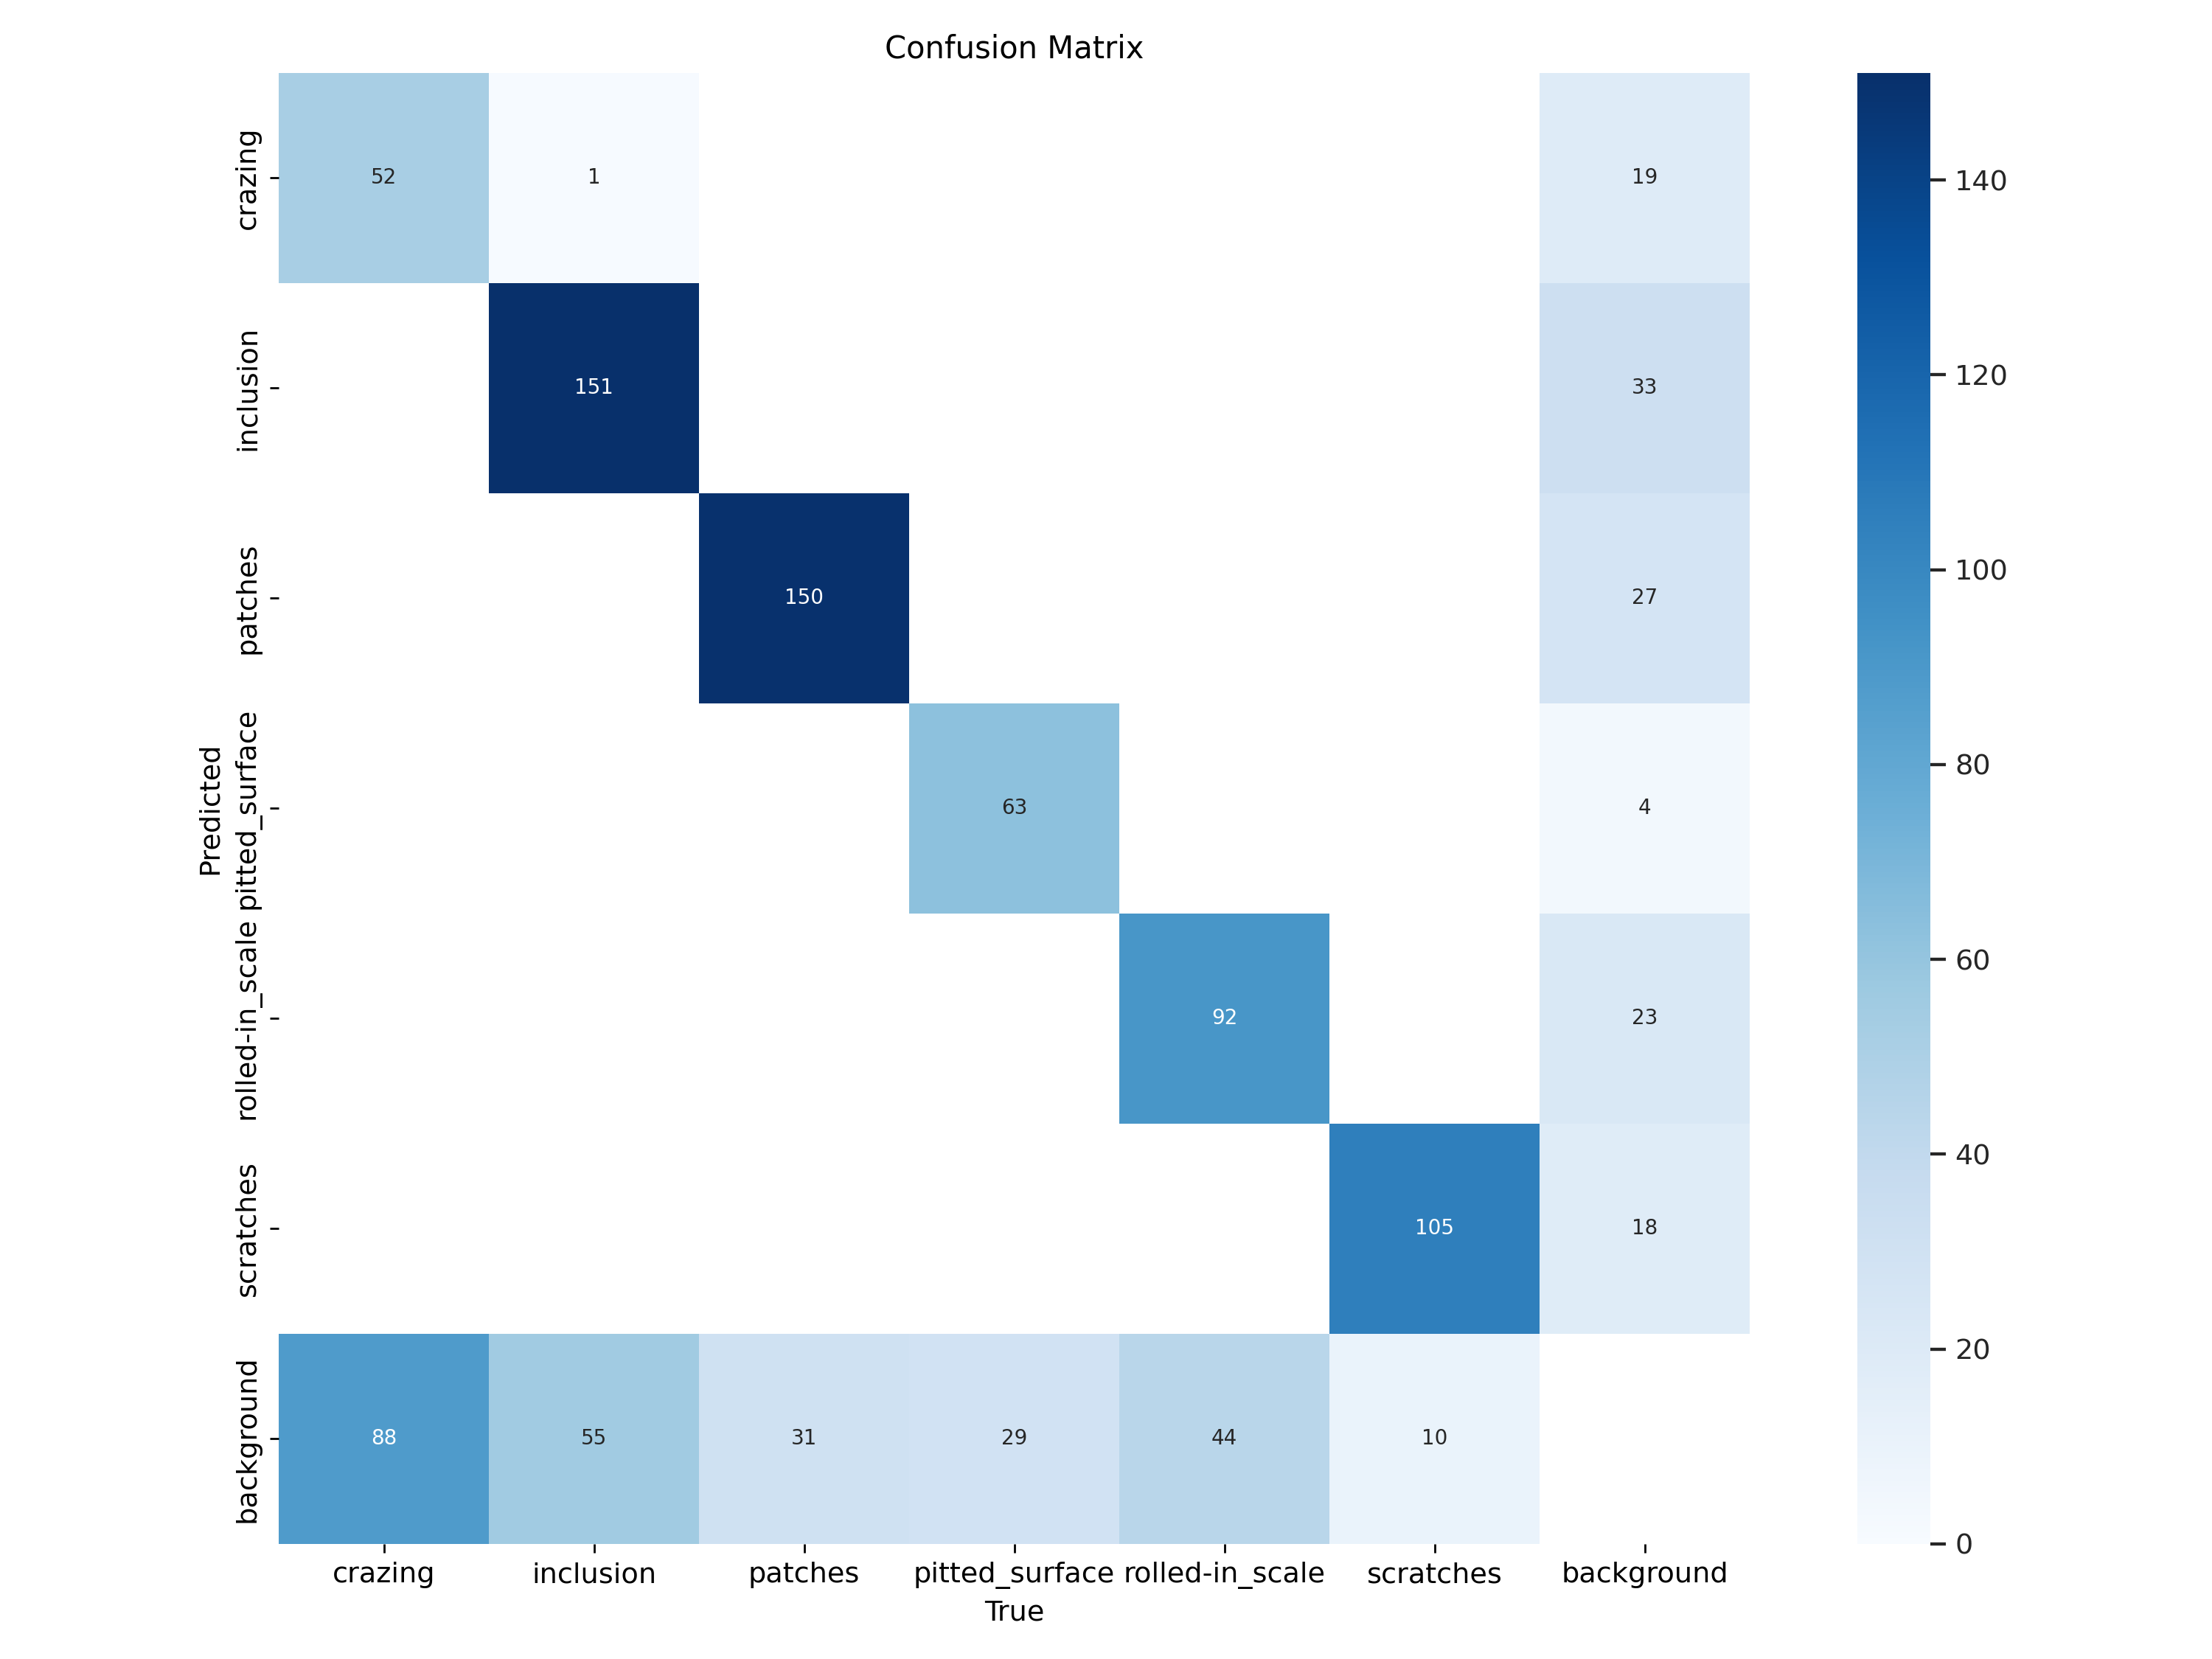 Confusion Matrix
crazing
52
1
19
inclusion
151
33
patches
150
27
pitted_surface
63
4
rolled-in_scale
92
23
scratches
105
18
background
88
55
31
29
44
10
Predicted
crazing
inclusion
patches
pitted_surface
rolled-in_scale
scratches
background
True
140
120
100
80
60
40
20
0